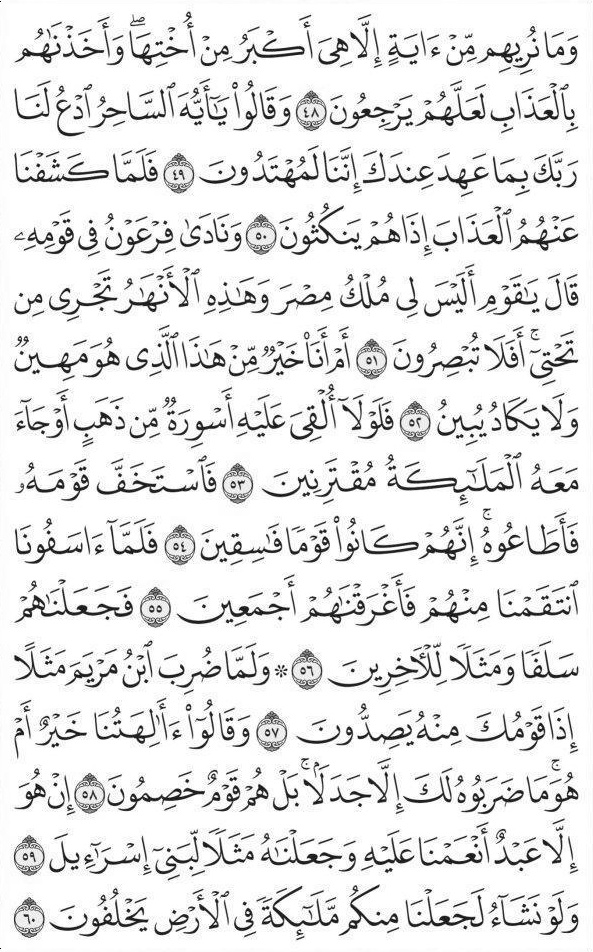 وَمَا نُرِيهِم مِّنْ ءَايَةٍ إِلَّا هِىَ أَكْبَرُ مِنْ أُخْتِهَا ۖ وَأَخَذْنَٰهُم
بِٱلْعَذَابِ لَعَلَّهُمْ يَرْجِعُونَ ٤٨ وَقَالُوا۟ يَٰٓأَيُّهَ ٱلسَّاحِرُ ٱدْعُ لَنَا
رَبَّكَ بِمَا عَهِدَ عِندَكَ إِنَّنَا لَمُهْتَدُونَ ٤٩ فَلَمَّا كَشَفْنَا
عَنْهُمُ ٱلْعَذَابَ إِذَا هُمْ يَنكُثُونَ ٥٠ وَنَادَىٰ فِرْعَوْنُ فِى قَوْمِهِۦ
قَالَ يَٰقَوْمِ أَلَيْسَ لِى مُلْكُ مِصْرَ وَهَٰذِهِ ٱلْأَنْهَٰرُ تَجْرِى مِن
تَحْتِىٓ ۚ أَفَلَا تُبْصِرُونَ ٥١ أَمْ أَنَا۠ خَيْرٌ مِّنْ هَٰذَا ٱلَّذِى هُوَ مَهِينٌ
وَلَا يَكَادُ يُبِينُ ٥٢ فَلَوْلَآ أُلْقِىَ عَلَيْهِ أَسْوِرَةٌ مِّن ذَهَبٍ أَوْ جَآءَ
مَعَهُ ٱلْمَلَٰٓئِكَةُ مُقْتَرِنِينَ ٥٣ فَٱسْتَخَفَّ قَوْمَهُۥ
فَأَطَاعُوهُ ۚ إِنَّهُمْ كَانُوا۟ قَوْمًا فَٰسِقِينَ ٥٤ فَلَمَّآ ءَاسَفُونَا
ٱنتَقَمْنَا مِنْهُمْ فَأَغْرَقْنَٰهُمْ أَجْمَعِينَ ٥٥ فَجَعَلْنَٰهُمْ
سَلَفًا وَمَثَلًا لِّلْءَاخِرِينَ ٥٦ ۞ وَلَمَّا ضُرِبَ ٱبْنُ مَرْيَمَ مَثَلًا
إِذَا قَوْمُكَ مِنْهُ يَصِدُّونَ ٥٧ وَقَالُوٓا۟ ءَأَٰلِهَتُنَا خَيْرٌ أَمْ
هُوَ ۚ مَا ضَرَبُوهُ لَكَ إِلَّا جَدَلًۢا ۚ بَلْ هُمْ قَوْمٌ خَصِمُونَ ٥٨ إِنْ هُوَ
إِلَّا عَبْدٌ أَنْعَمْنَا عَلَيْهِ وَجَعَلْنَٰهُ مَثَلًا لِّبَنِىٓ إِسْرَٰٓءِيلَ ٥٩
وَلَوْ نَشَآءُ لَجَعَلْنَا مِنكُم مَّلَٰٓئِكَةً فِى ٱلْأَرْضِ يَخْلُفُونَ ٦٠